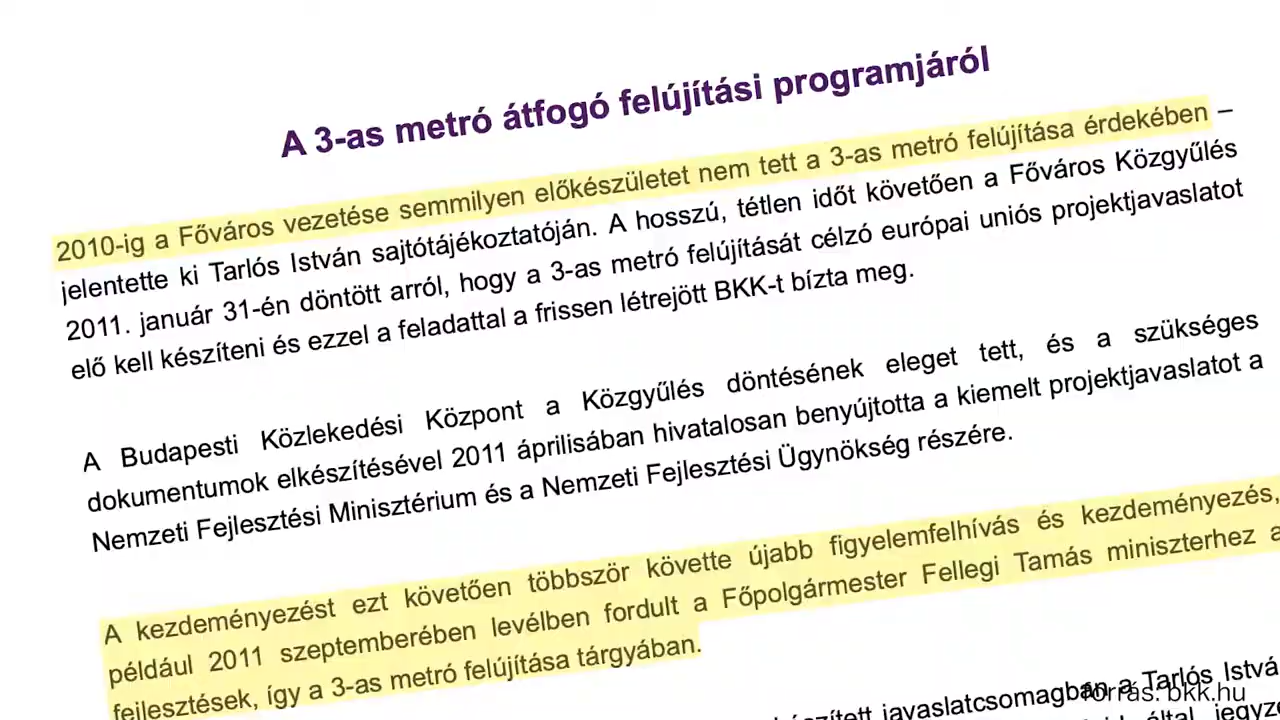 A 3-as metró átfogó felújítási programjáról
2010-ig a Főváros vezetése semmilyen előkészületet nem tett a 3-as metró felújítása érdekében –
jelentette ki Tarlós István sajtótájékoztatóján. A hosszú, tétlen időt követően a Főváros Közgyűlés
2011. január 31-én döntött arról, hogy a 3-as metró felújítását célzó európai uniós projektjavaslatot
elő kell készíteni és ezzel a feladattal a frissen létrejött BKK-t bízta meg.
A Budapesti Közlekedési Központ a Közgyűlés döntésének eleget tett, és a szükséges
dokumentumok elkészítésével 2011 áprilisában hivatalosan benyújtotta a kiemelt projektjavaslatot a
Nemzeti Fejlesztési Minisztérium és a Nemzeti Fejlesztési Ügynökség részére.
A kezdeményezést ezt követően többször követte újabb figyelemfelhívás és kezdeményezés,
például 2011 szeptemberében levélben fordult a Főpolgármester Fellegi Tamás miniszterhez a
fejlesztések, így a 3-as metró felújítása tárgyában.
javaslatcsomagban a Tarlós
forrás: bkk.hu